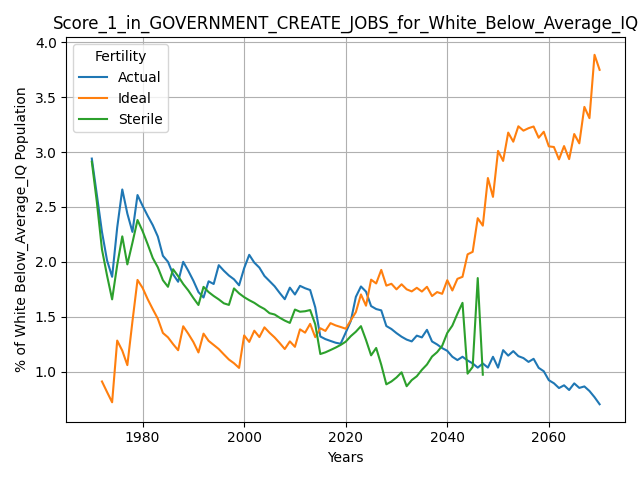 Score_1_in_GOVERNMENT_CREATE_JOBS_for_White_Below_Average_IQ
% of White Below_Average_IQ Population
4.0
3.5
3.0
2.5
2.0
1.5
1.0
Fertility
Actual
Ideal
Sterile
1980
2000
2020
2040
2060
Years